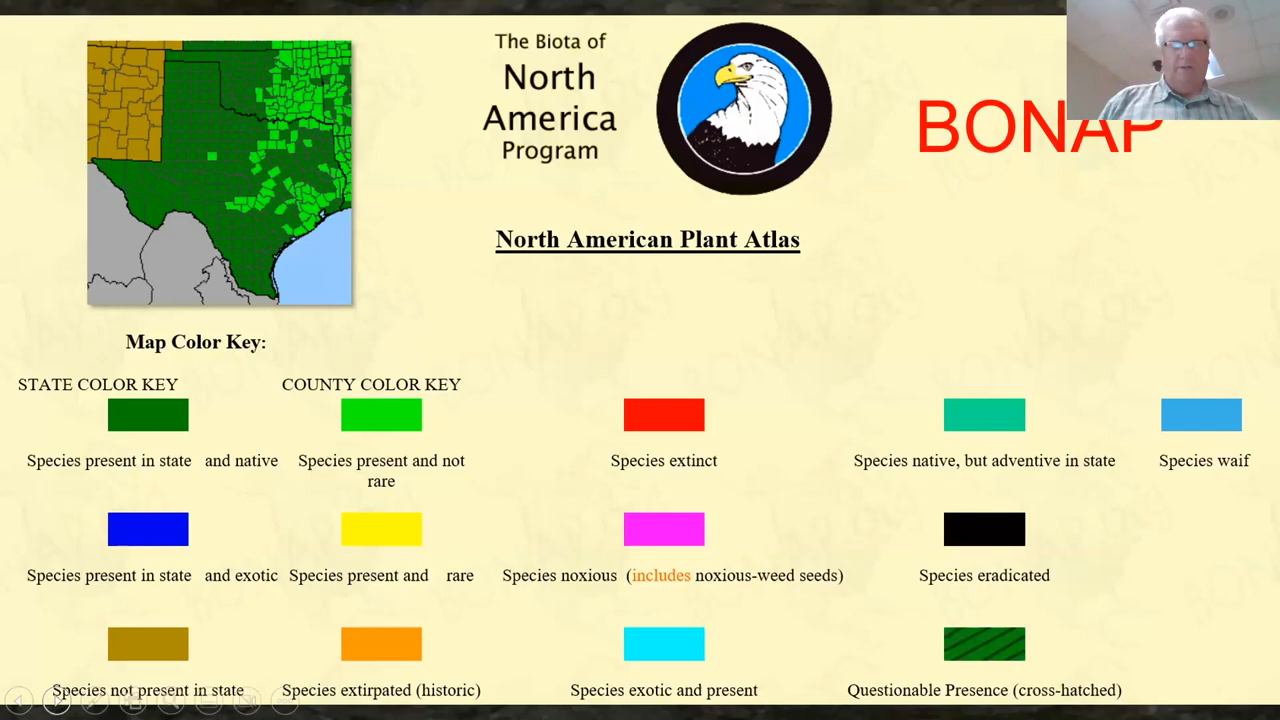 The Biota of
North
America
Program
BONAP
North American Plant Atlas
Map Color Key:
STATE COLOR KEY
COUNTY COLOR KEY
Species present in state and native
Species present and not
rare
Species extinct
Species native, but adventive in state
Species waif
Species present in state and exotic
Species present and rare
Species noxious (includes noxious-weed seeds)
Species eradicated
Species not present in state
Species extirpated (historic)
Species exotic and present
Questionable Presence (cross-hatched)